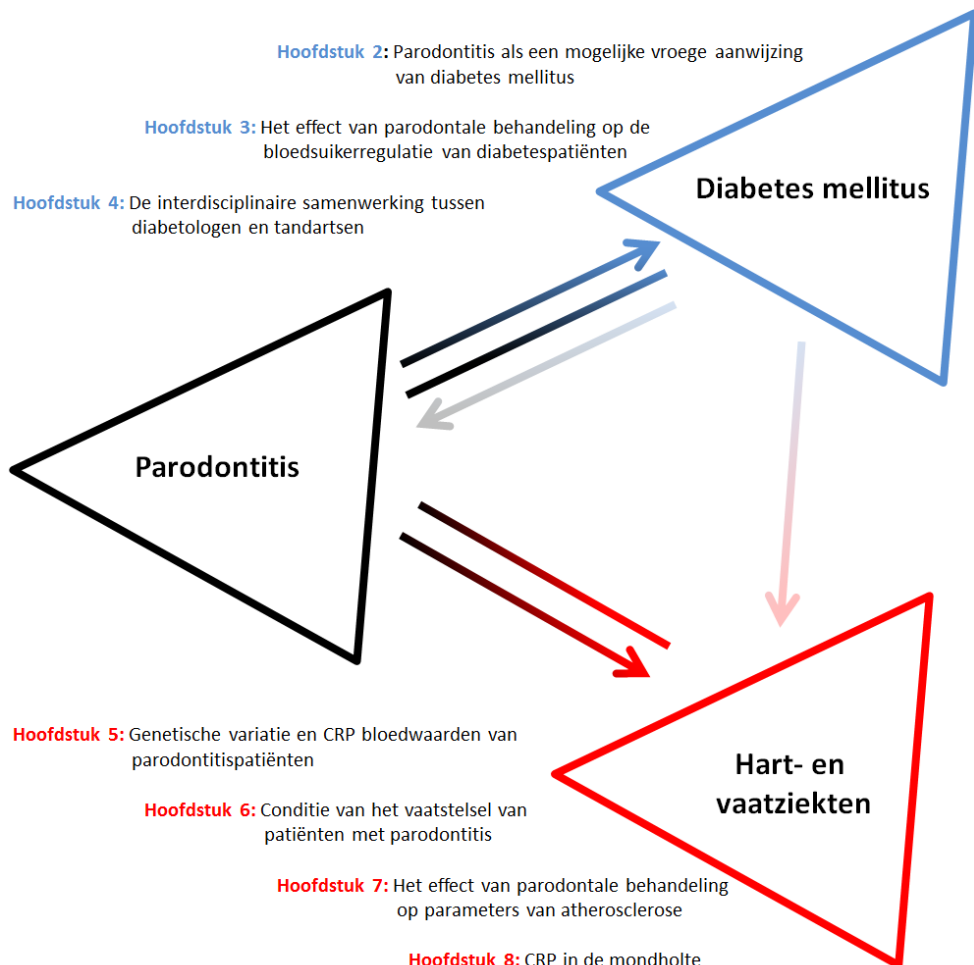 Hoofdstuk 2: Parodontitis als een mogelijke vroege aanwijzing
van diabetes mellitus
Hoofdstuk 3: Het effect van parodontale behandeling op de
bloedsuikerregulatie van diabetespatiënten
Hoofdstuk 4: De interdisciplinaire samenwerking tussen
diabetologen en tandartsen
Diabetes mellitus
Parodontitis
Hoofdstuk 5: Genetische variatie en CRP bloedwaarden van
parodontitispatiënten
Hoofdstuk 6: Conditie van het vaatstelsel van
patiënten met parodontitis
Hoofdstuk 7: Het effect van parodontale behandeling
op parameters van atherosclerose
Hoofdstuk 8: CRP in de mondholte
Hart- en
vaatziekten